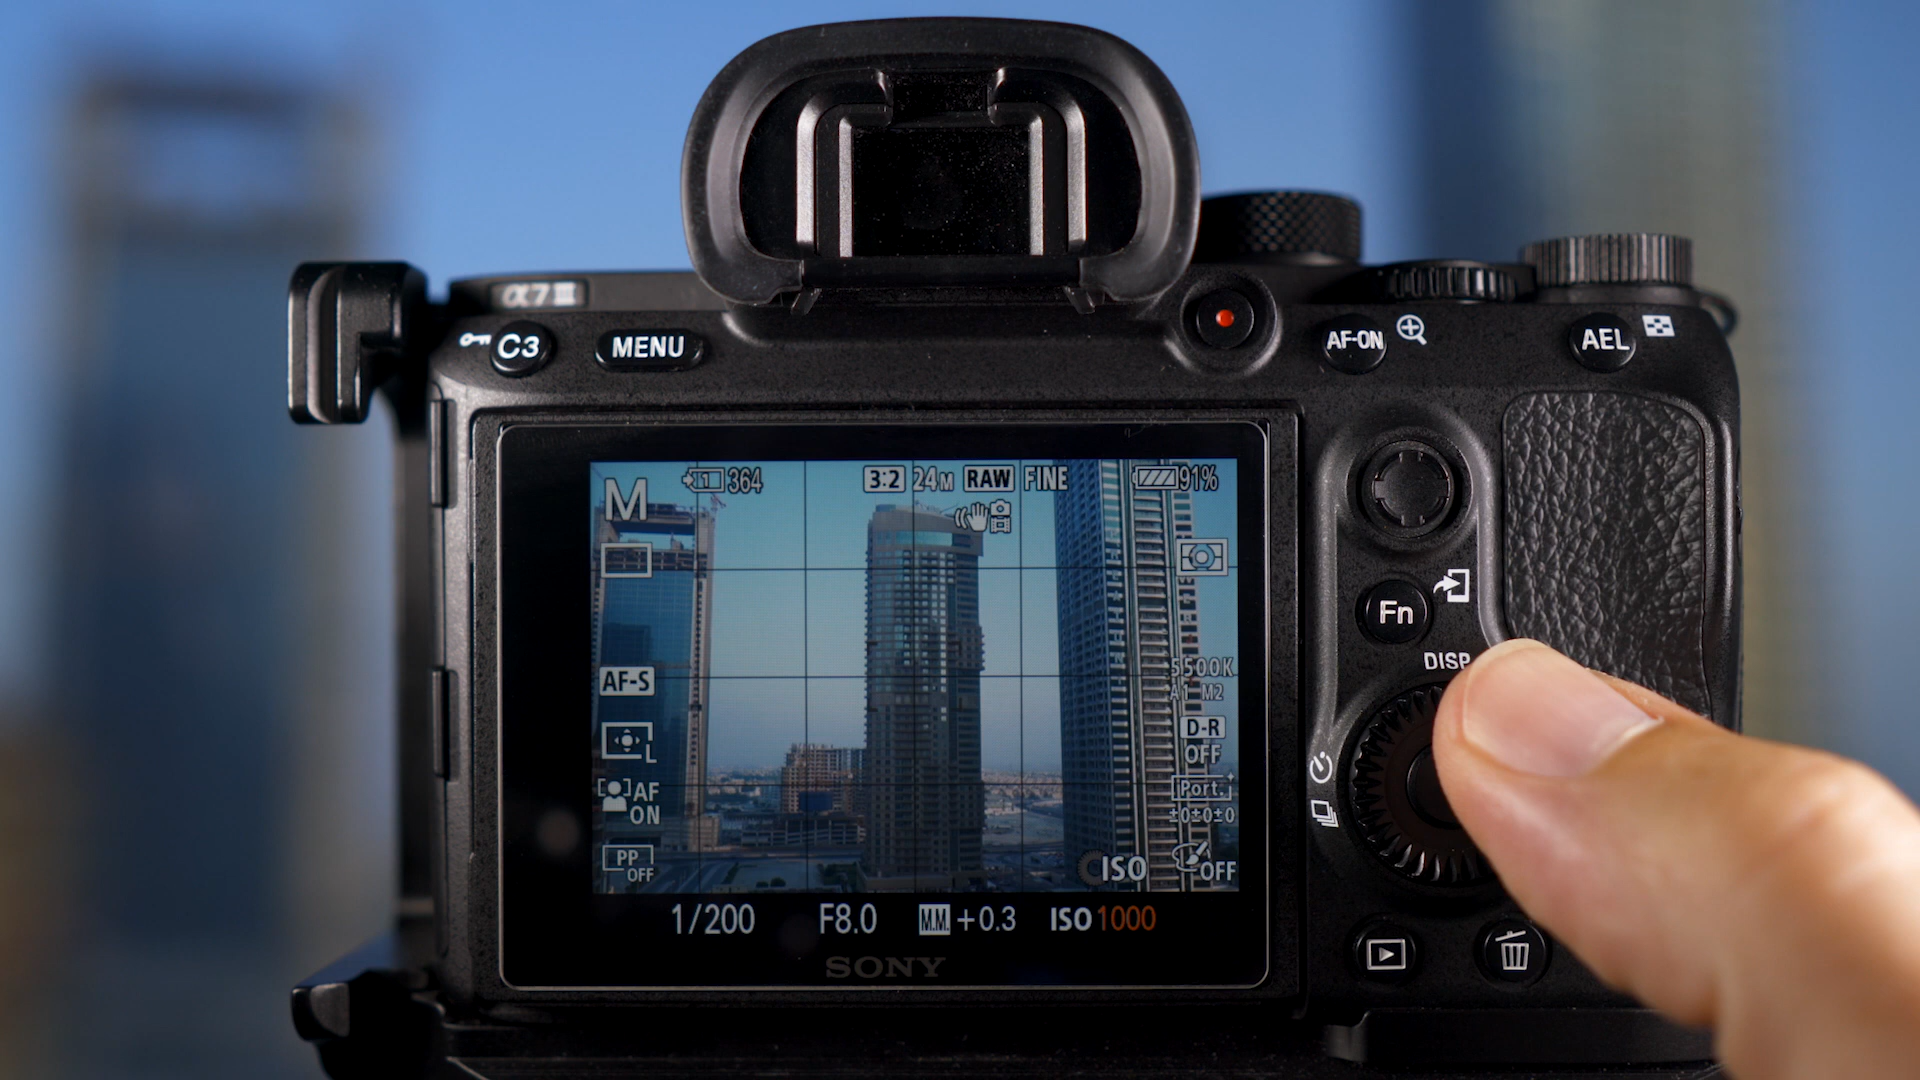 α7III
C3
MENU
AF-ON
AEL
M
1
364
3:2
24M
RAW
FINE
91%
Fn
DISP
5500K
A1 M2
AF-S
D-R
OFF
L
Port.
AF
ON
±0±0±0
PP
OFF
ISO
OFF
1/200
F8.0
M.M.
+0.3
ISO 1000
SONY